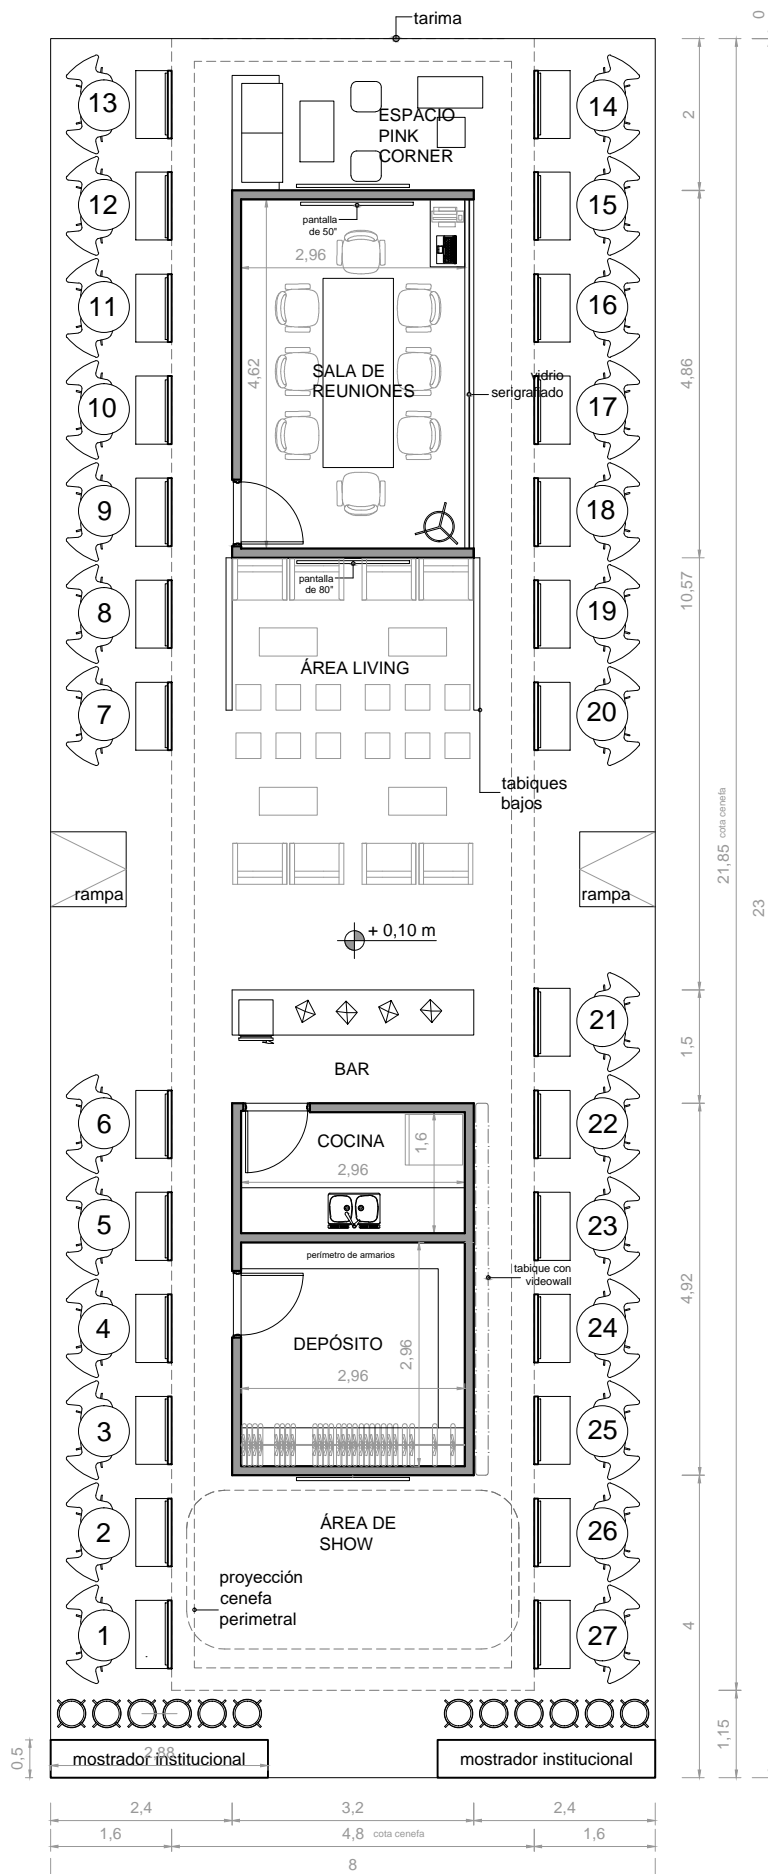 tarima
0
13
14
ESPACIO
PINK
CORNER
2
12
15
pantalla
de 50"
2,96
11
16
4,62
SALA DE
REUNIONES
vidrio
serigrafiado
4,86
10
17
9
18
pantalla
de 80"
10,57
8
19
ÁREA LIVING
7
20
tabiques
bajos
21,85 cota cenefa
rampa
rampa
23
+ 0,10 m
21
1,5
BAR
6
COCINA
1,6
22
2,96
5
23
perímetro de armarios
tabique con
videowall
4,92
4
DEPÓSITO
2,96
24
2,96
3
25
2
ÁREA DE
SHOW
26
proyección
cenefa
perimetral
1
27
4
1,15
0,5
mostrador institucional
2,88
mostrador institucional
2,4
3,2
2,4
1,6
4,8 cota cenefa
1,6
8